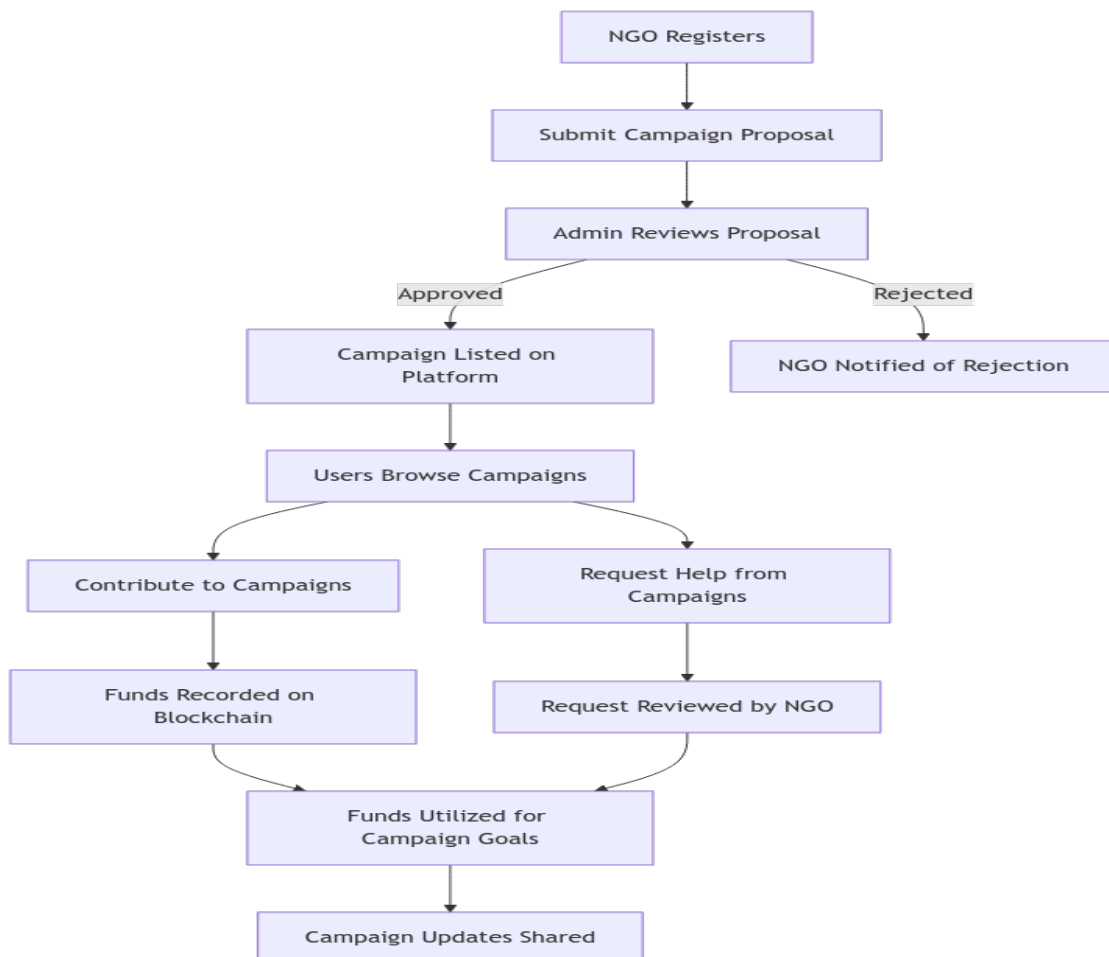 NGO Registers
Submit Campaign Proposal
Admin Reviews Proposal
Approved
Rejected
Campaign Listed on
Platform
NGO Notified of Rejection
Users Browse Campaigns
Contribute to Campaigns
Request Help from
Campaigns
Funds Recorded on
Blockchain
Request Reviewed by NGO
Funds Utilized for
Campaign Goals
Campaign Updates Shared